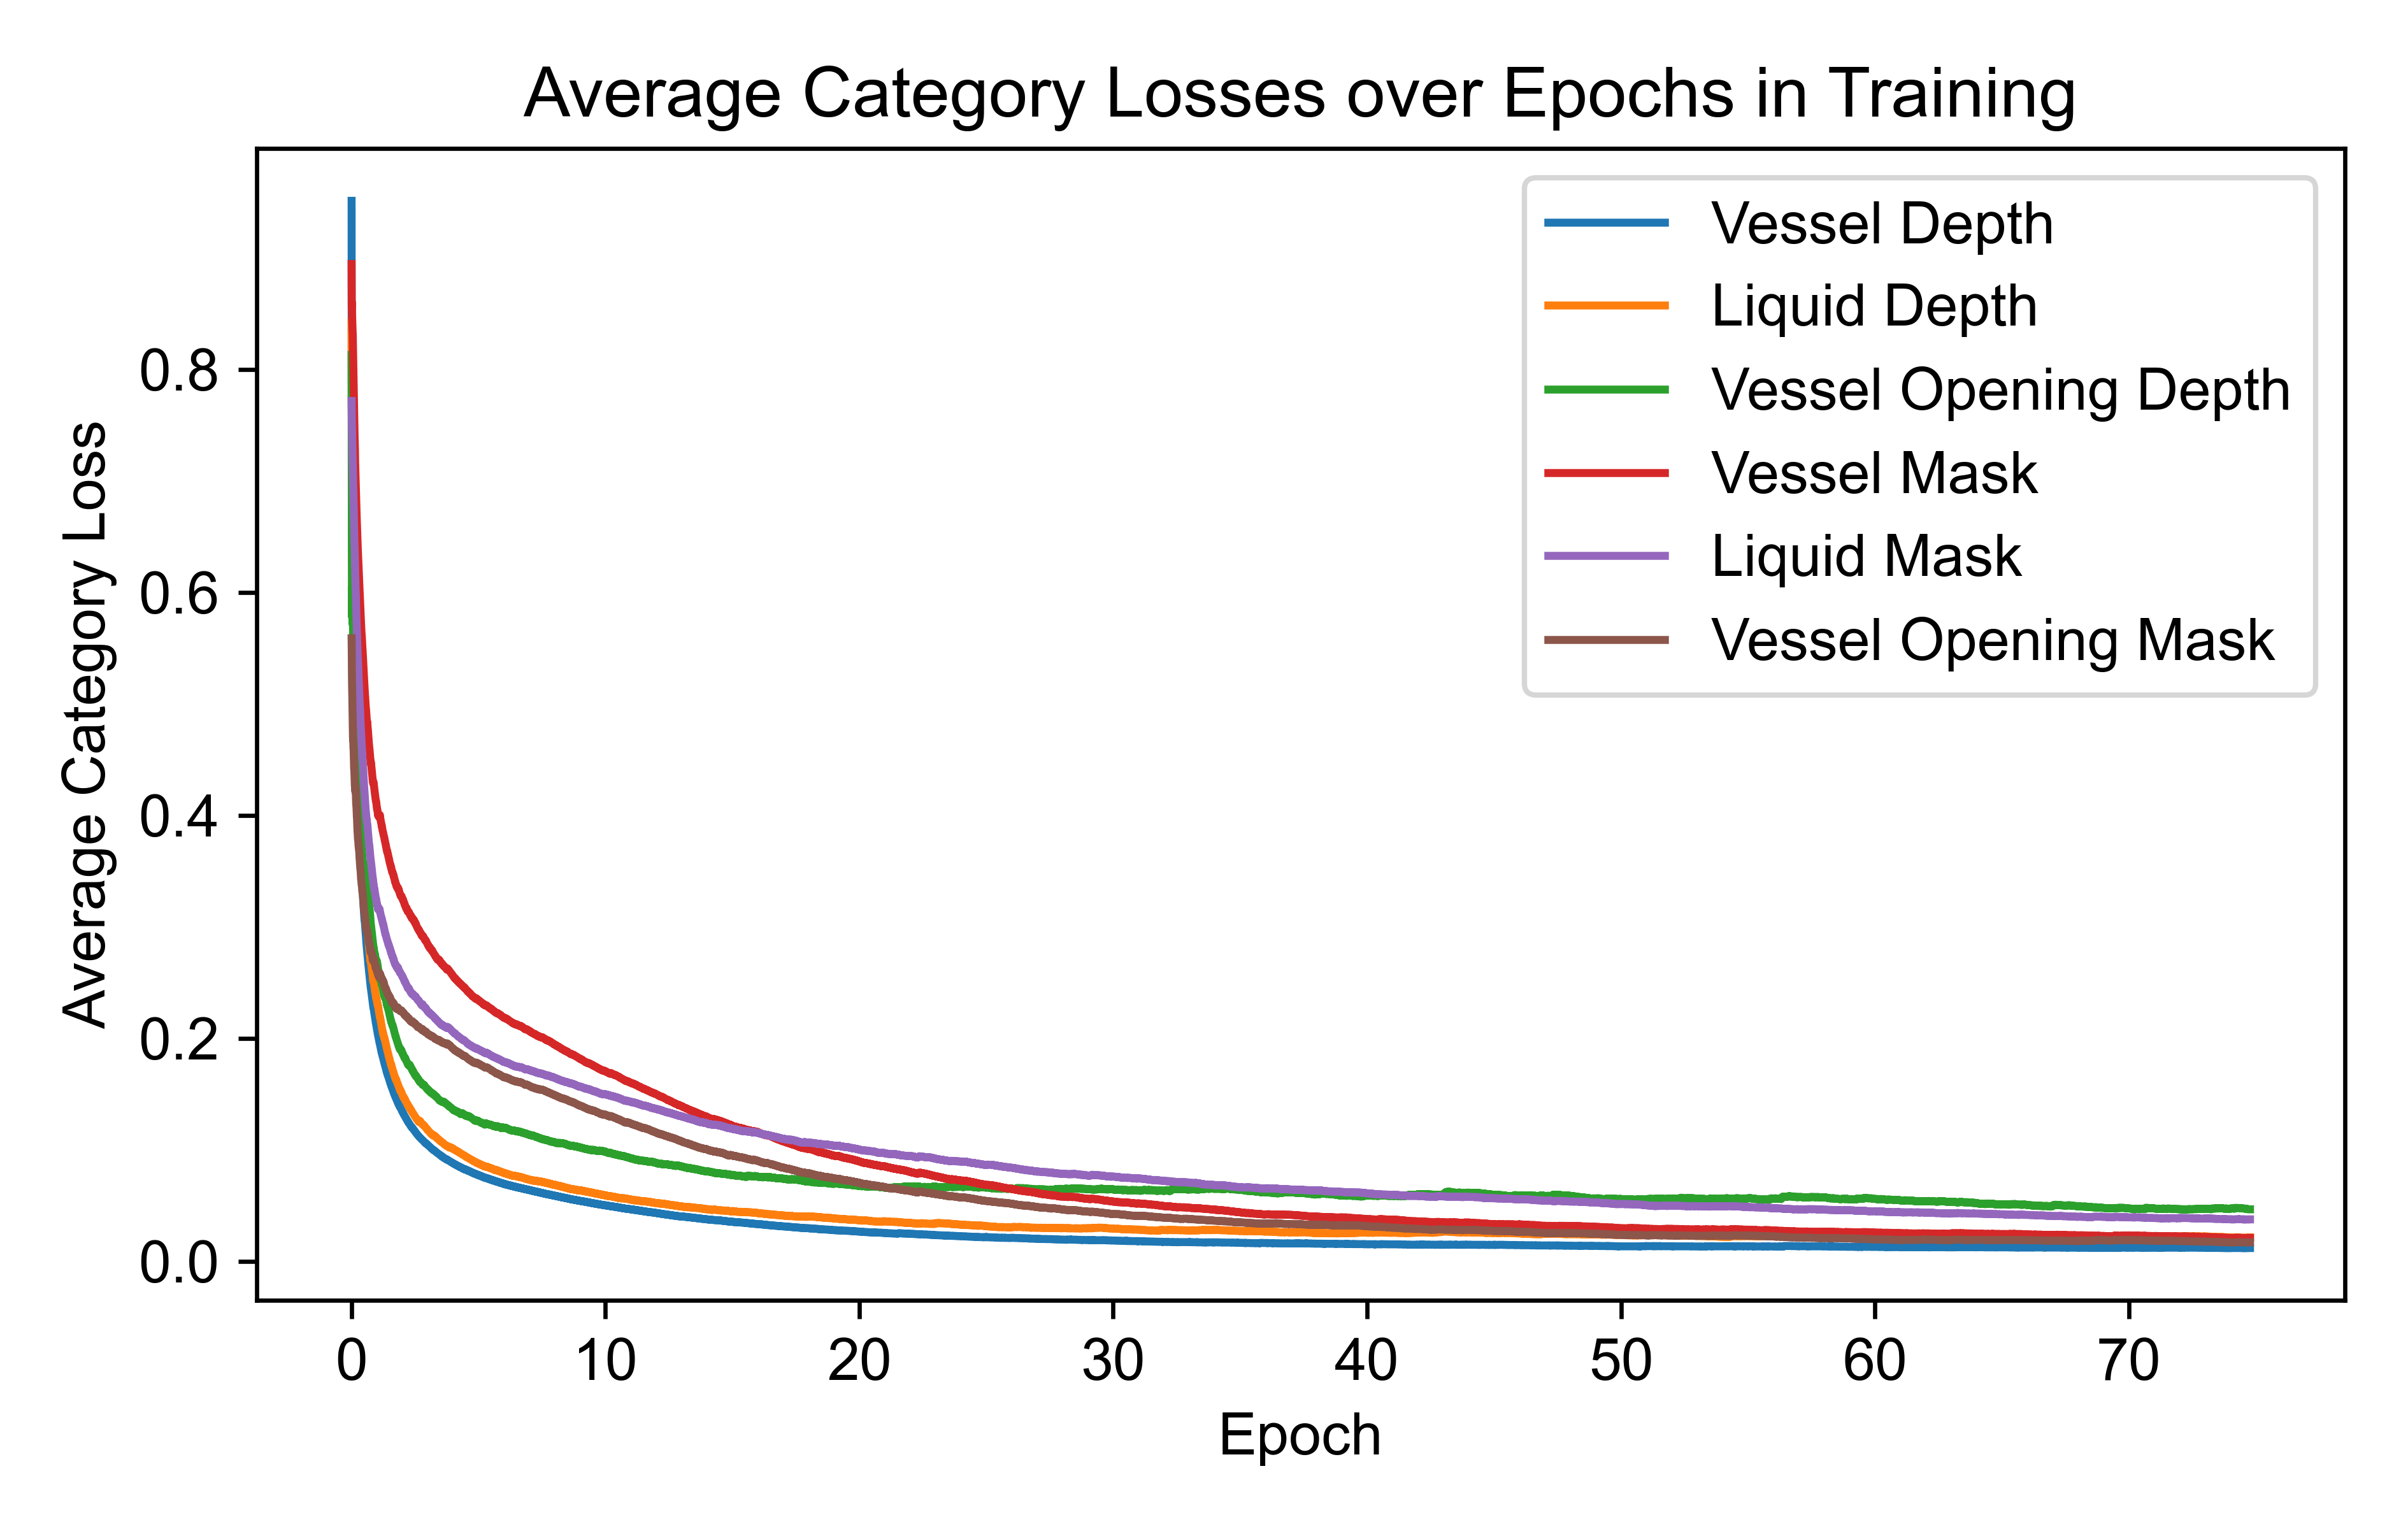 Average Category Losses over Epochs in Training
Average Category Loss
0.8
0.6
0.4
0.2
0.0
Vessel Depth
Liquid Depth
Vessel Opening Depth
Vessel Mask
Liquid Mask
Vessel Opening Mask
0 10 20 30 40 50 60 70
Epoch